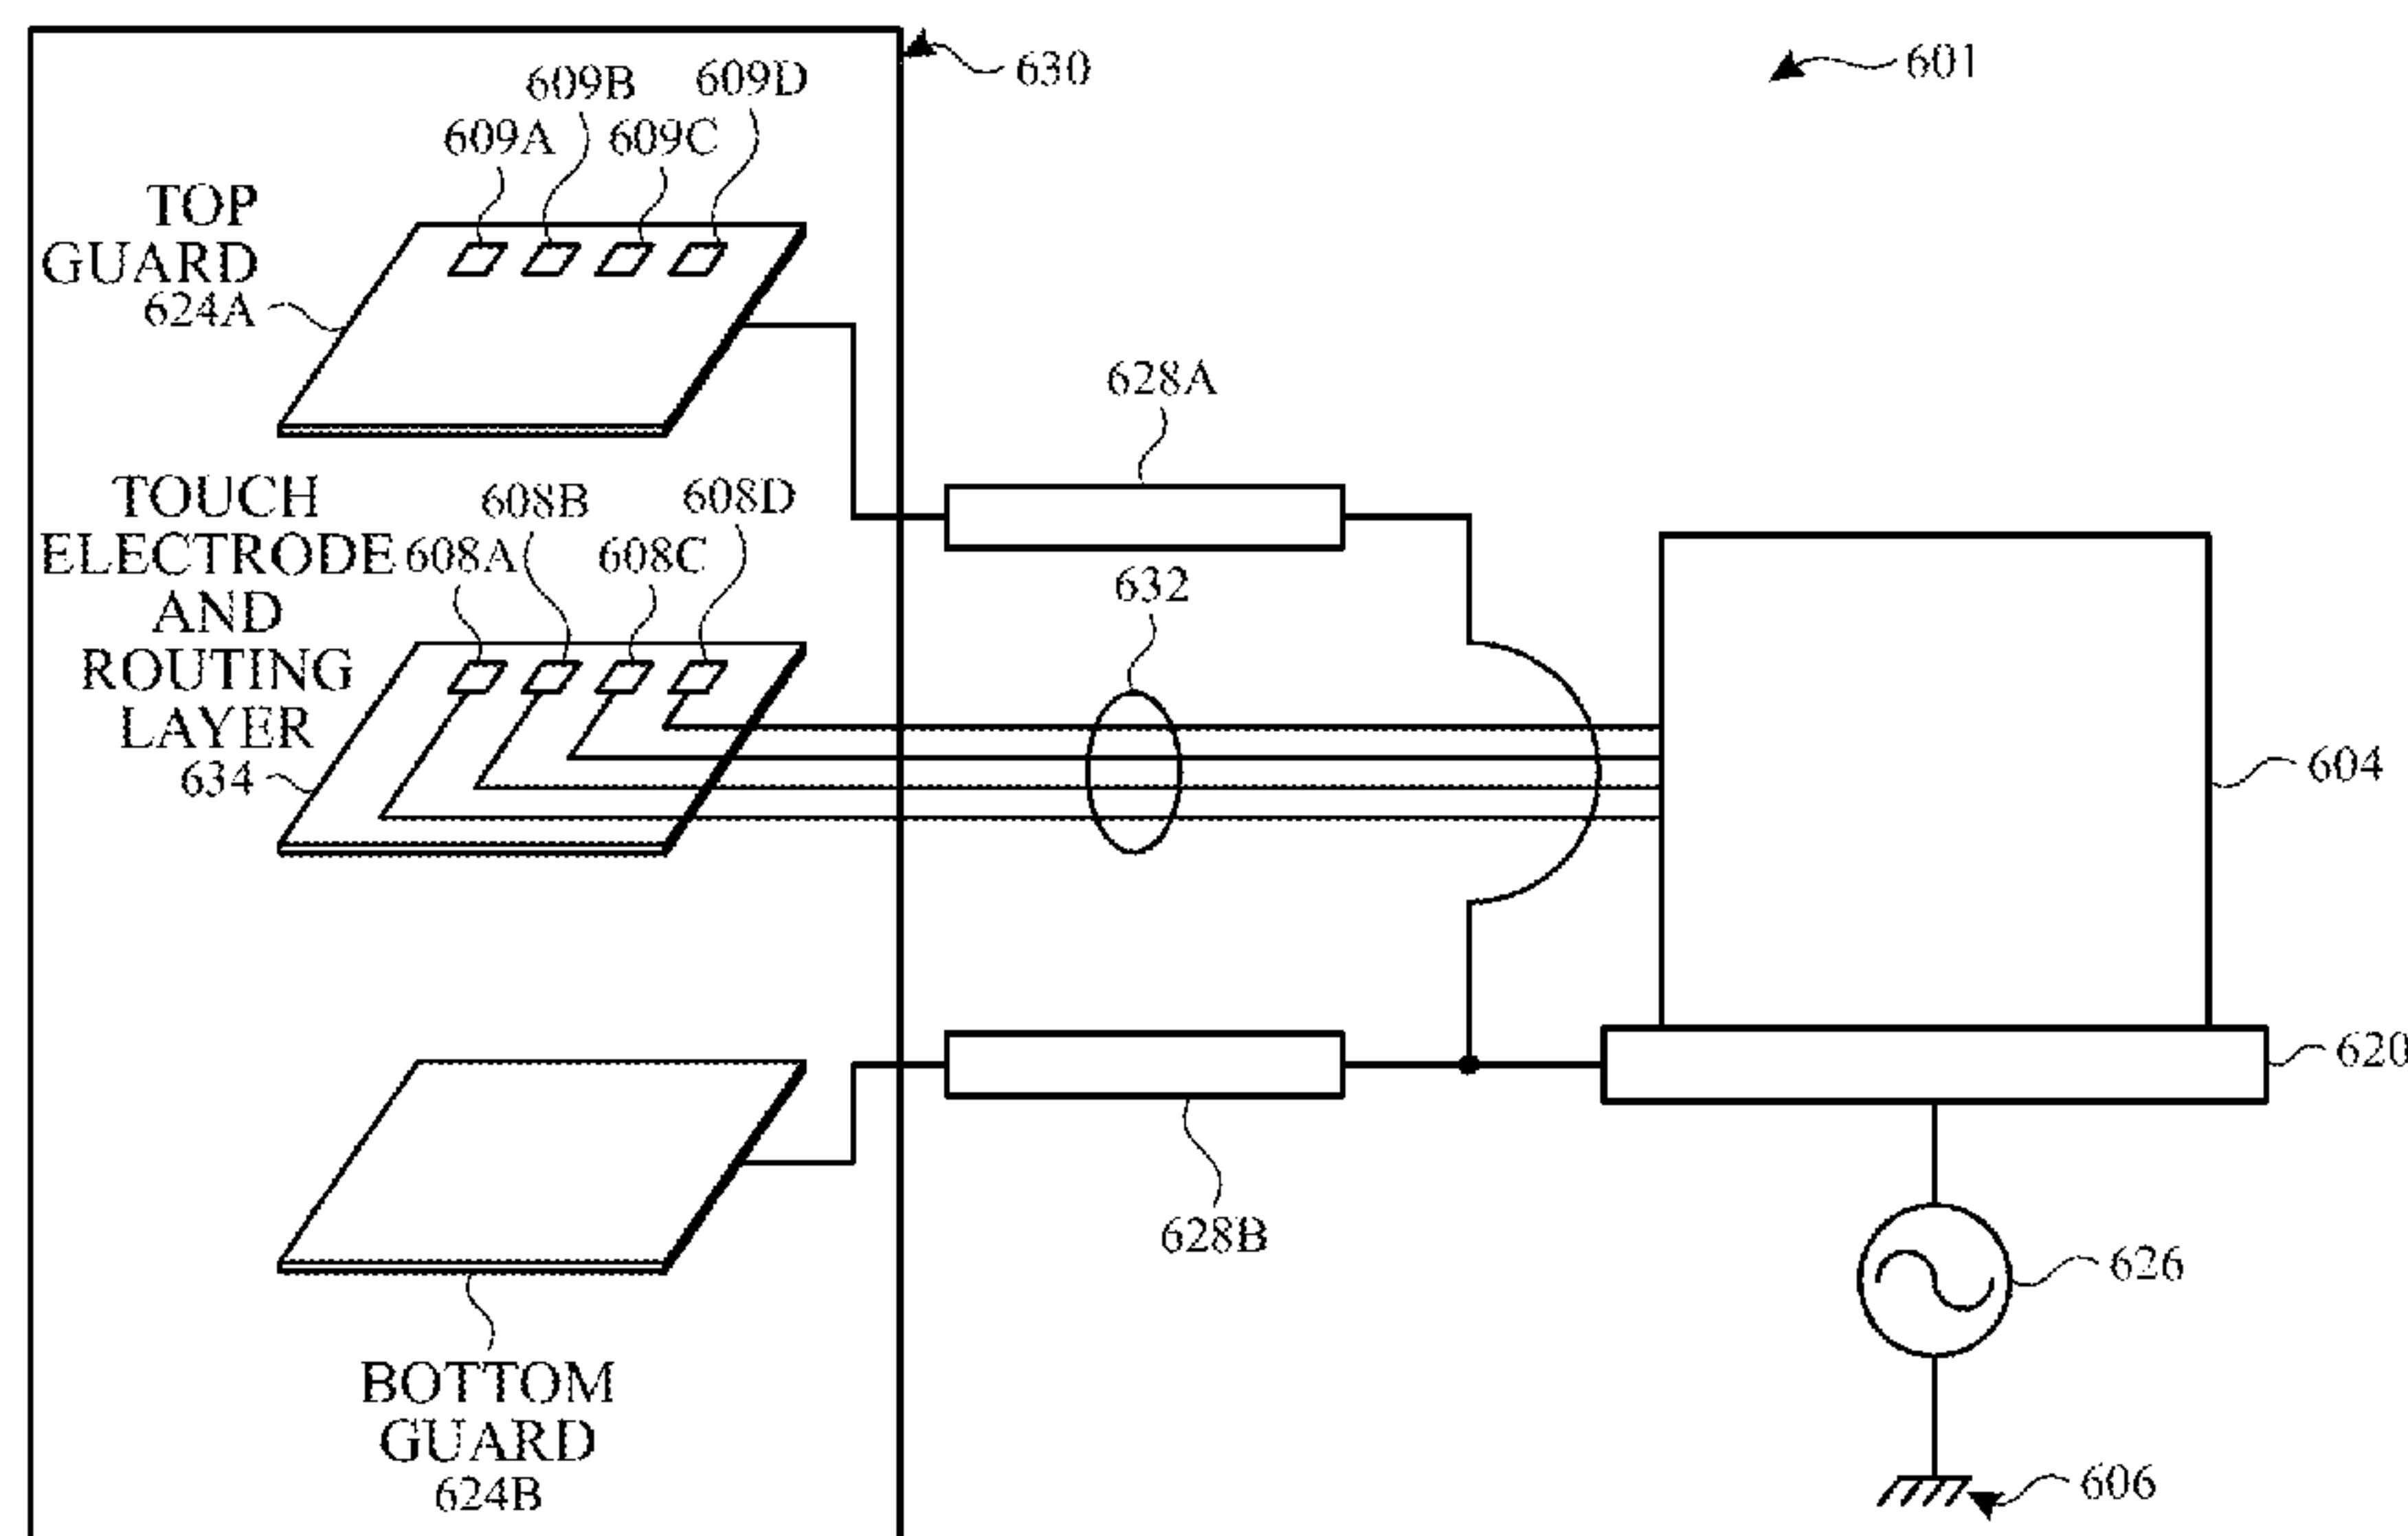 630
601
609B
609D
609A
609C
TOP
GUARD
624A
628A
TOUCH
ELECTRODE
AND
ROUTING
LAYER
634
608B
608D
608A
608C
632
604
620
628B
626
BOTTOM
GUARD
624B
606